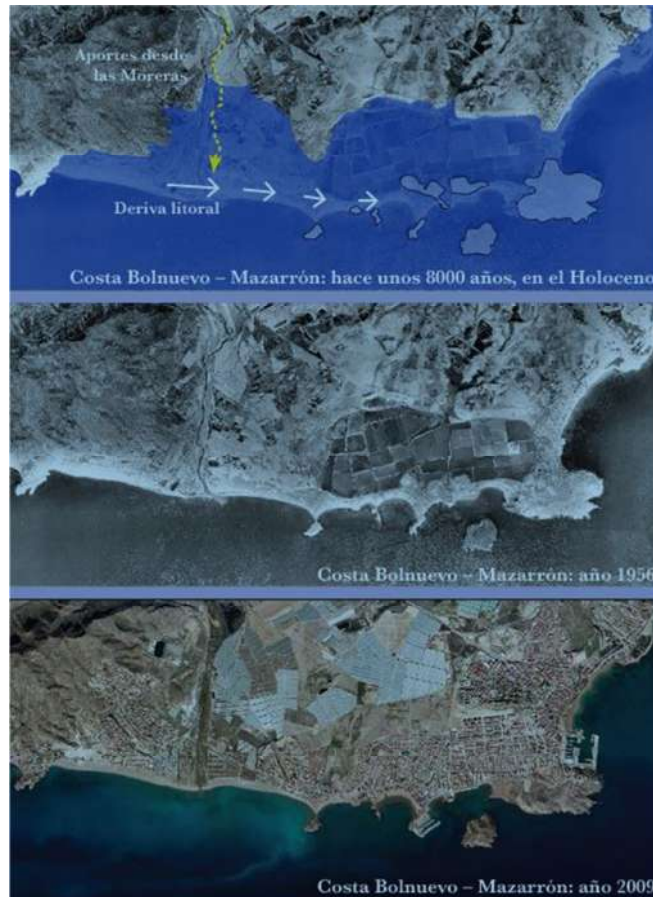 Aportes desde
las Moreras
Deriva litoral
Costa Bolnuevo – Mazarrón: hace unos 8000 años, en el Holoceno
Costa Bolnuevo – Mazarrón: año 1956
Costa Bolnuevo – Mazarrón: año 2009